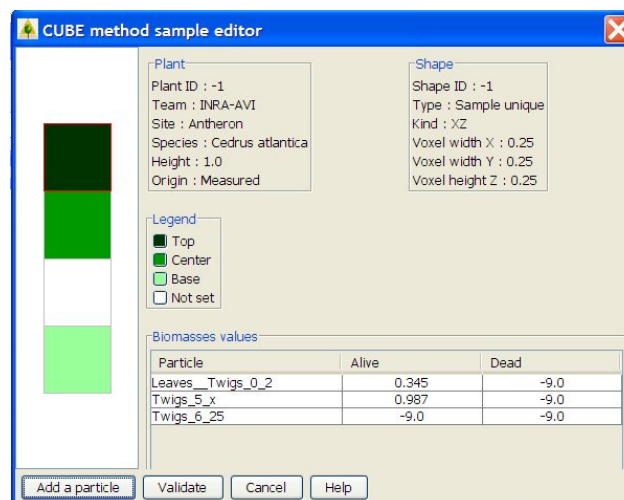 CUBE method sample editor
Plant
Plant ID : -1
Team : INRA-AVI
Site : Antheron
Species : Cedrus atlantica
Height : 1.0
Origin : Measured
Shape
Shape ID : -1
Type : Sample unique
Kind : XZ
Voxel width X : 0.25
Voxel width Y : 0.25
Voxel height Z : 0.25
Legend
Top
Center
Base
Not set
Biomasses values
Particle Alive Dead
Leaves__Twigs_0_2 0.345 -9.0
Twigs_5_x 0.987 -9.0
Twigs_6_25 -9.0 -9.0
Add a particle Validate Cancel Help